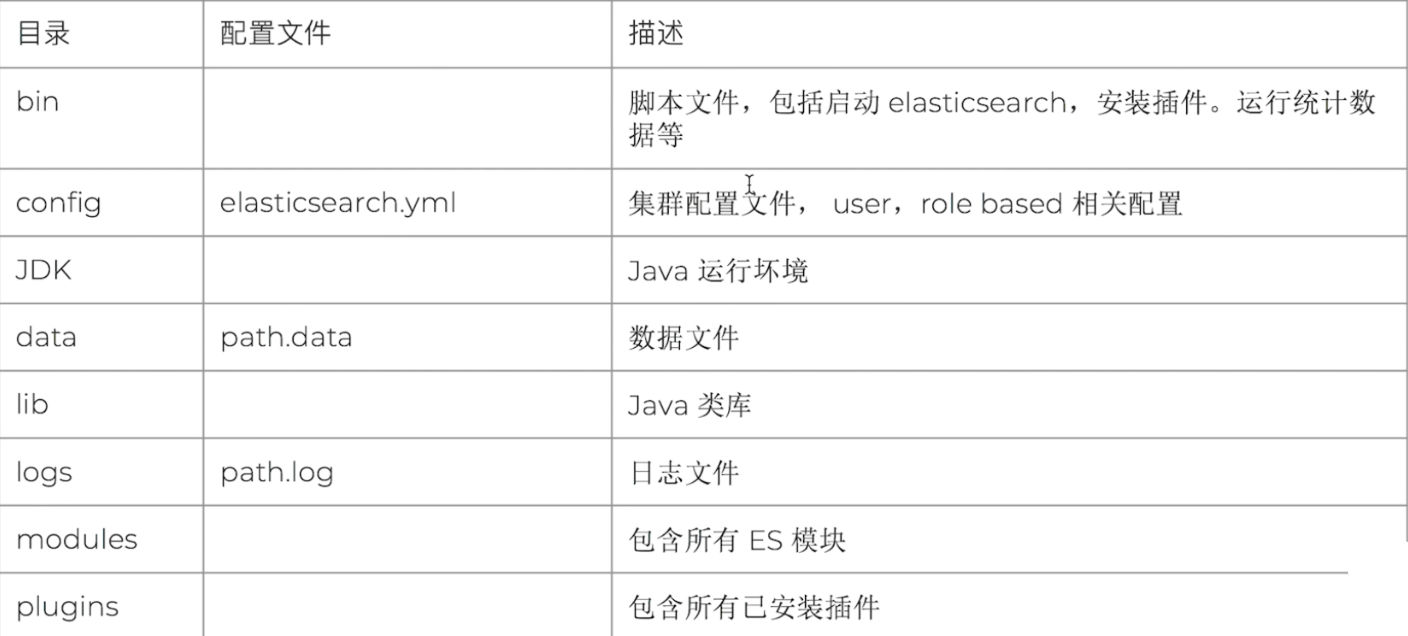 目录 配置文件 描述
bin 脚本文件，包括启动 elasticsearch，安装插件。运行统计数
据等
config elasticsearch.yml 集群配置文件， user，role based 相关配置
JDK Java 运行坏境
data path.data 数据文件
lib Java 类库
logs path.log 日志文件
modules 包含所有 ES 模块
plugins 包含所有已安装插件